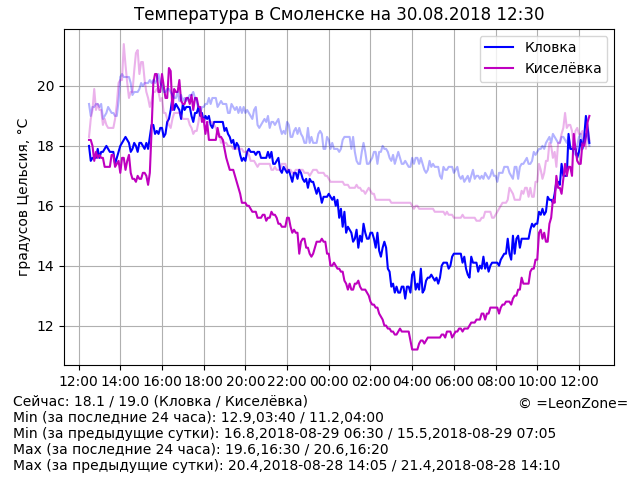 Температура в Смоленске на 30.08.2018 12:30
Кловка
Киселёвка
градусов Цельсия, °C
20
18
16
14
12
12:00 14:00 16:00 18:00 20:00 22:00 00:00 02:00 04:00 06:00 08:00 10:00 12:00
Сейчас: 18.1 / 19.0 (Кловка / Киселёвка)
© =LeonZone=
Min (за последние 24 часа): 12.9,03:40 / 11.2,04:00
Min (за предыдущие сутки): 16.8,2018-08-29 06:30 / 15.5,2018-08-29 07:05
Max (за последние 24 часа): 19.6,16:30 / 20.6,16:20
Max (за предыдущие сутки): 20.4,2018-08-28 14:05 / 21.4,2018-08-28 14:10